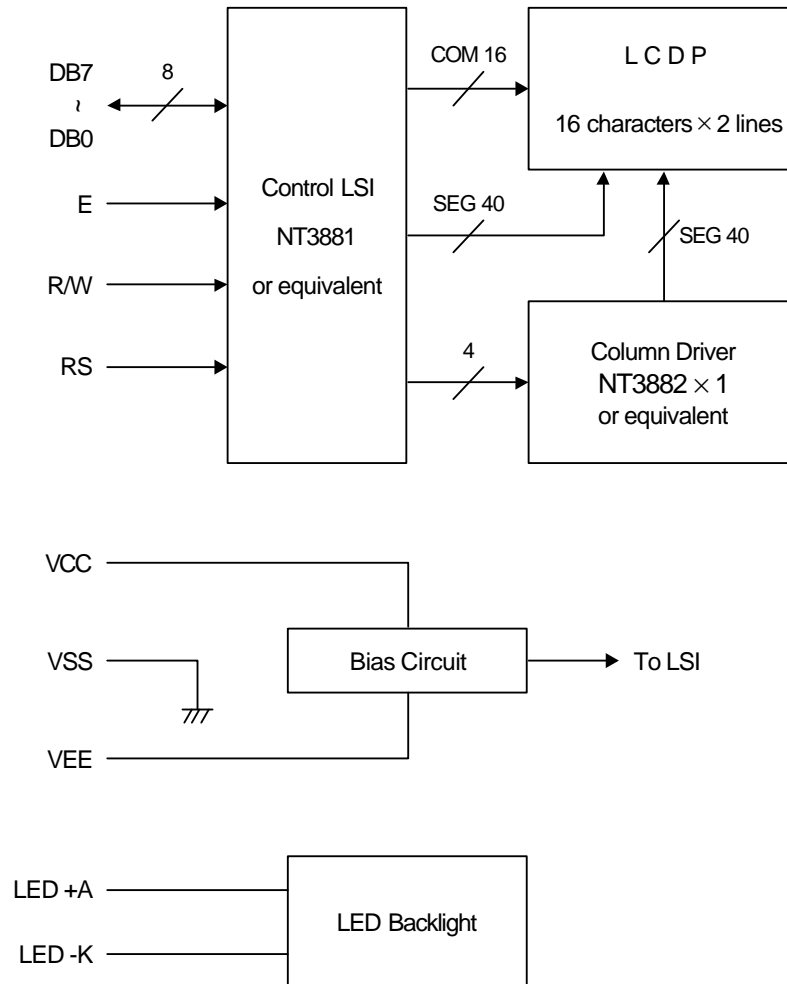 DB7
~
DB0
8
E
R/W
RS
Control LSI
NT3881
or equivalent
COM 16
SEG 40
4
L C D P
16 characters × 2 lines
SEG 40
Column Driver
NT3882 × 1
or equivalent
VCC
VSS
VEE
Bias Circuit
To LSI
LED +A
LED -K
LED Backlight